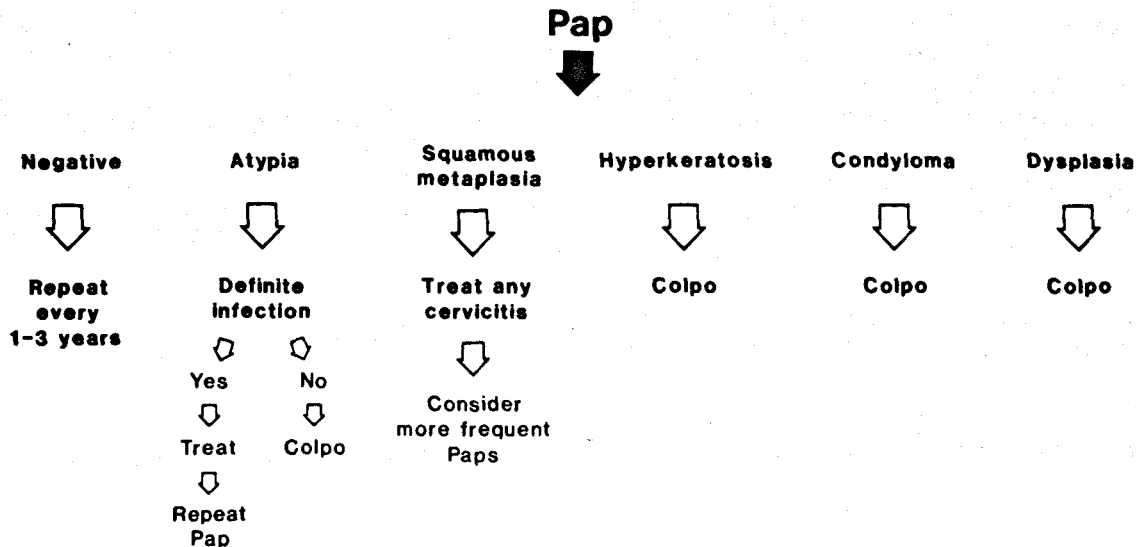 Pap
Negative
Repeat
every
1-3 years
Atypia
Definite
infection
Yes
Treat
Repeat
Pap
No
Colpo
Squamous
metaplasia
Treat any
cervicitis
Consider
more frequent
Paps
Hyperkeratosis
Colpo
Condyloma
Colpo
Dysplasia
Colpo